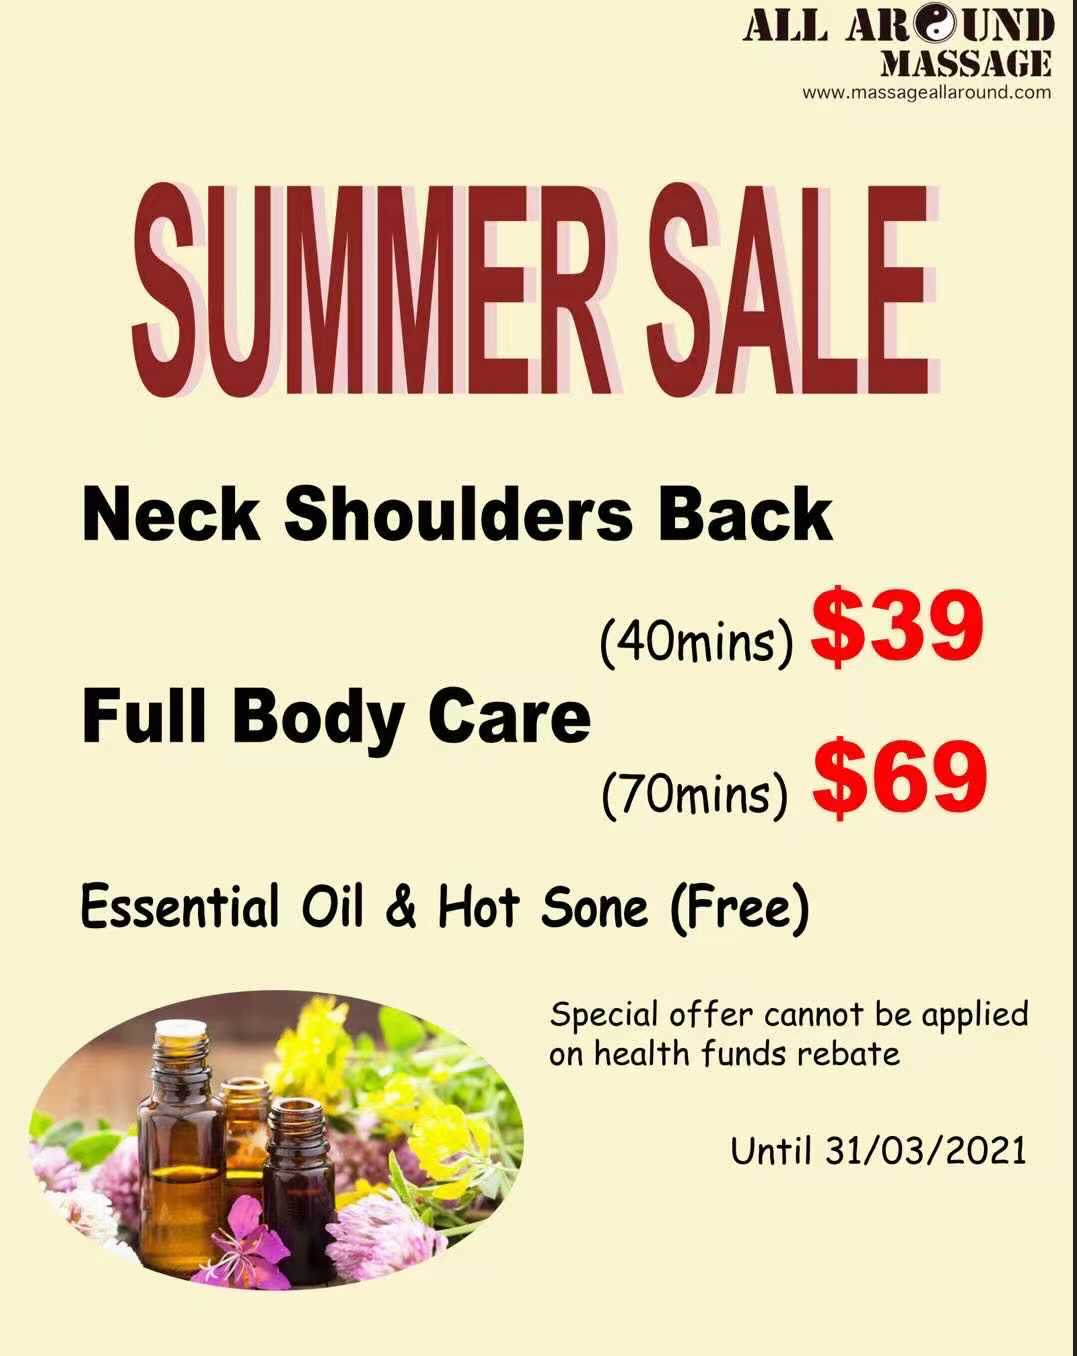 ALL AROUND
MASSAGE
www.massageallaround.com
SUMMER SALE
Neck Shoulders Back
(40mins) $39
Full Body Care
(70mins) $69
Essential Oil & Hot Sone (Free)
Special offer cannot be applied
on health funds rebate
Until 31/03/2021